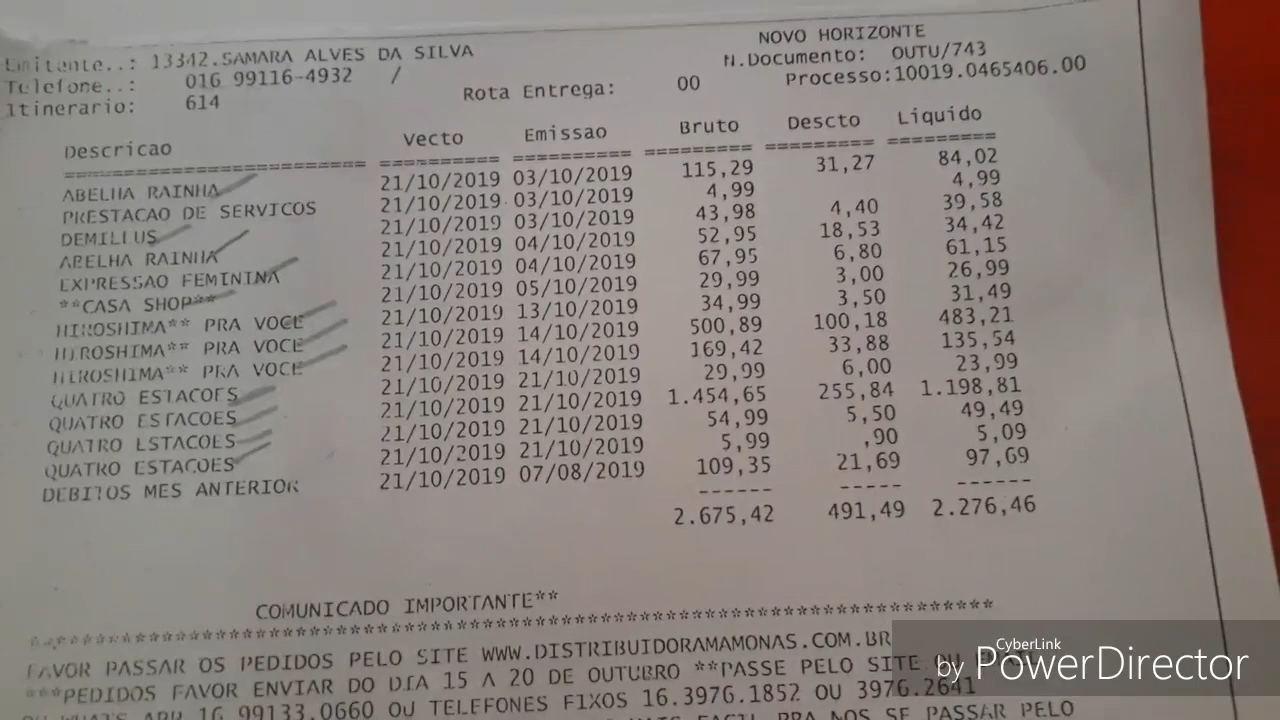 NOVO HORIZONTE
Emitente..: 13342.SAMARA ALVES DA SILVA N.Documento: OUTU/743
Telefone..: 016 99116-4932 / Processo:10019.0465406.00
Itinerario: 614 Rota Entrega: 00
Descricao Vecto Emissao Bruto Descto Liquido
ABELHA RAINHA 21/10/2019 03/10/2019 115,29 31,27 84,02
PRESTACAO DE SERVICOS 21/10/2019 03/10/2019 4,99 4,99
DEMILLUS 21/10/2019 03/10/2019 43,98 4,40 39,58
ABELHA RAINHA 21/10/2019 04/10/2019 52,95 18,53 34,42
EXPRESSAO FEMININA 21/10/2019 04/10/2019 67,95 6,80 61,15
**CASA SHOP** 21/10/2019 05/10/2019 29,99 3,00 26,99
HIROSHIMA** PRA VOCE 21/10/2019 13/10/2019 34,99 3,50 31,49
HIROSHIMA** PRA VOCE 21/10/2019 14/10/2019 500,89 100,18 483,21
HIROSHIMA** PRA VOCE 21/10/2019 14/10/2019 169,42 33,88 135,54
QUATRO ESTACOES 21/10/2019 21/10/2019 29,99 6,00 23,99
QUATRO ESTACOES 21/10/2019 21/10/2019 1.454,65 255,84 1.198,81
QUATRO ESTACOES 21/10/2019 21/10/2019 54,99 5,50 49,49
QUATRO ESTACOES 21/10/2019 21/10/2019 5,99 ,90 5,09
DEBITOS MES ANTERIOR 21/10/2019 07/08/2019 109,35 21,69 97,69
2.675,42 491,49 2.276,46
COMUNICADO IMPORTANTE**
FAVOR PASSAR OS PEDIDOS PELO SITE WWW.DISTRIBUIDORAMAMONAS.COM.BR
***PEDIDOS FAVOR ENVIAR DO DIA 15 A 20 DE OUTUBRO **PASSE PELO SITE OU
16 99133.0660 OU TELEFONES FIXOS 16.3976.1852 OU 3976.2641
PRA NOS SE PASSAR PELO
CyberLink
by PowerDirector